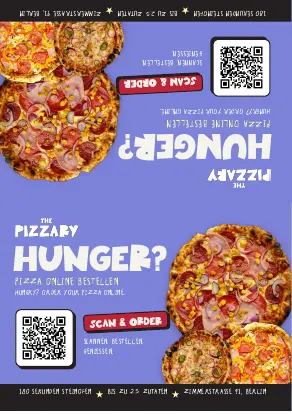 180 SEKUNDEN STEINOFEN ★ BIS ZU 25 ZUTATEN ★ ZIMMERSTRASSE 11, BERLIN
SCAN & ORDER
SCANNEN. BESTELLEN.
GENIESSEN.
HUNGRY? ORDER YOUR PIZZA ONLINE.
PIZZA ONLINE BESTELLEN
HUNGER?
THE
PIZZARY
THE
PIZZARY
HUNGER?
PIZZA ONLINE BESTELLEN
HUNGRY? ORDER YOUR PIZZA ONLINE.
SCAN & ORDER
SCANNEN. BESTELLEN.
GENIESSEN.
180 SEKUNDEN STEINOFEN ★ BIS ZU 25 ZUTATEN ★ ZIMMERSTRASSE 11, BERLIN